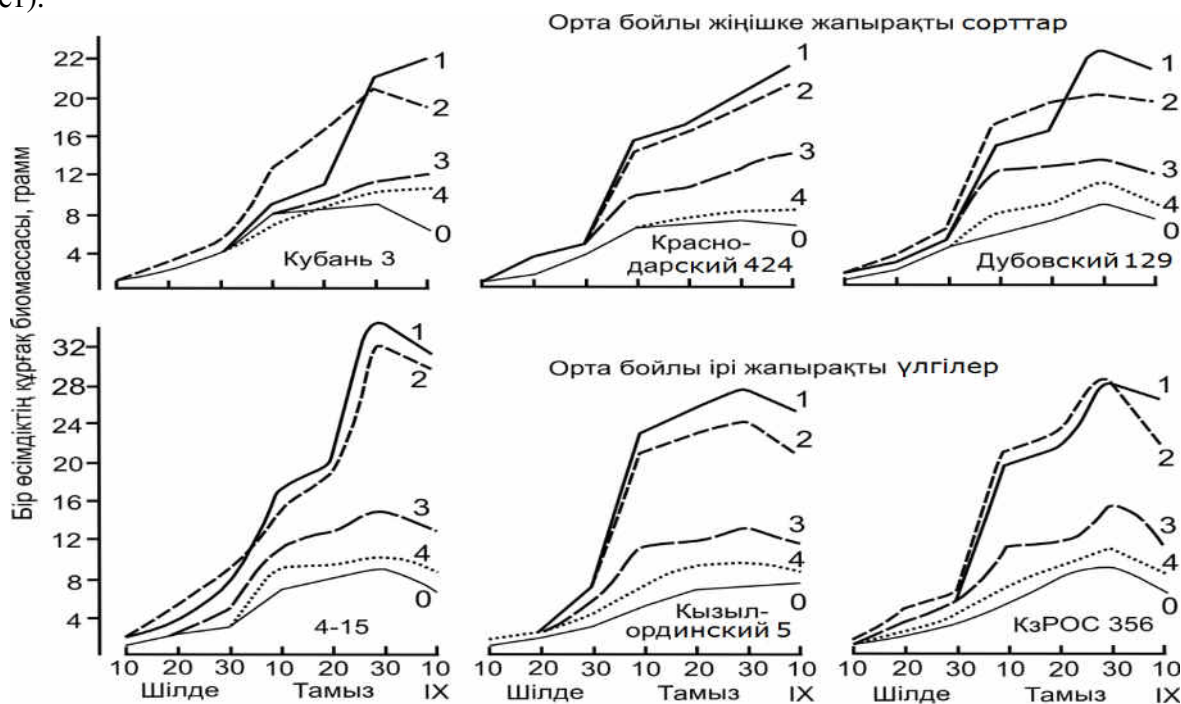 ст).
Орта бойлы жіңішке жапырақты сорттар
Бір өсімдіктің құрғақ биомассасы, грамм
22
20
16
12
8
4
1
2
3
4
0
Кубань 3
1
2
3
4
0
Красно-
дарский 424
1
2
3
4
0
Дубовский 129
Орта бойлы ірі жапырақты үлгілер
32
28
24
20
16
12
8
4
1
2
3
4
0
4-15
1
2
3
4
0
Кызыл-
ординский 5
1
2
3
4
0
КзРОС 356
10 20 30 10 20 30 10
Шілде Тамыз IX
10 20 30 10 20 30 10
Шілде Тамыз IX
10 20 30 10 20 30 10
Шілде Тамыз IX